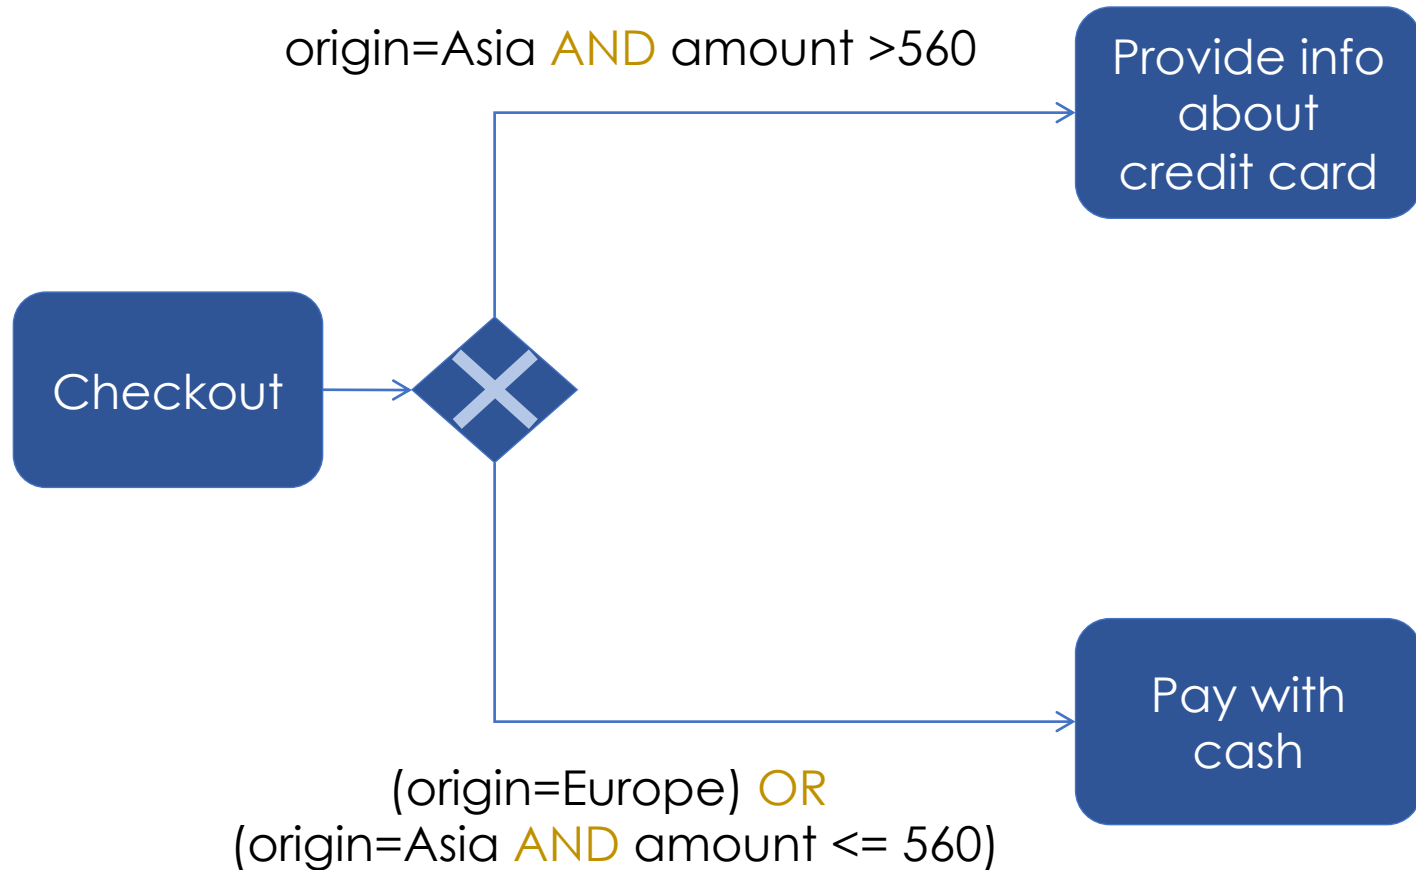 origin=Asia AND amount >560
Provide info
about
credit card
Checkout
Pay with
cash
(origin=Europe) OR
(origin=Asia AND amount <= 560)